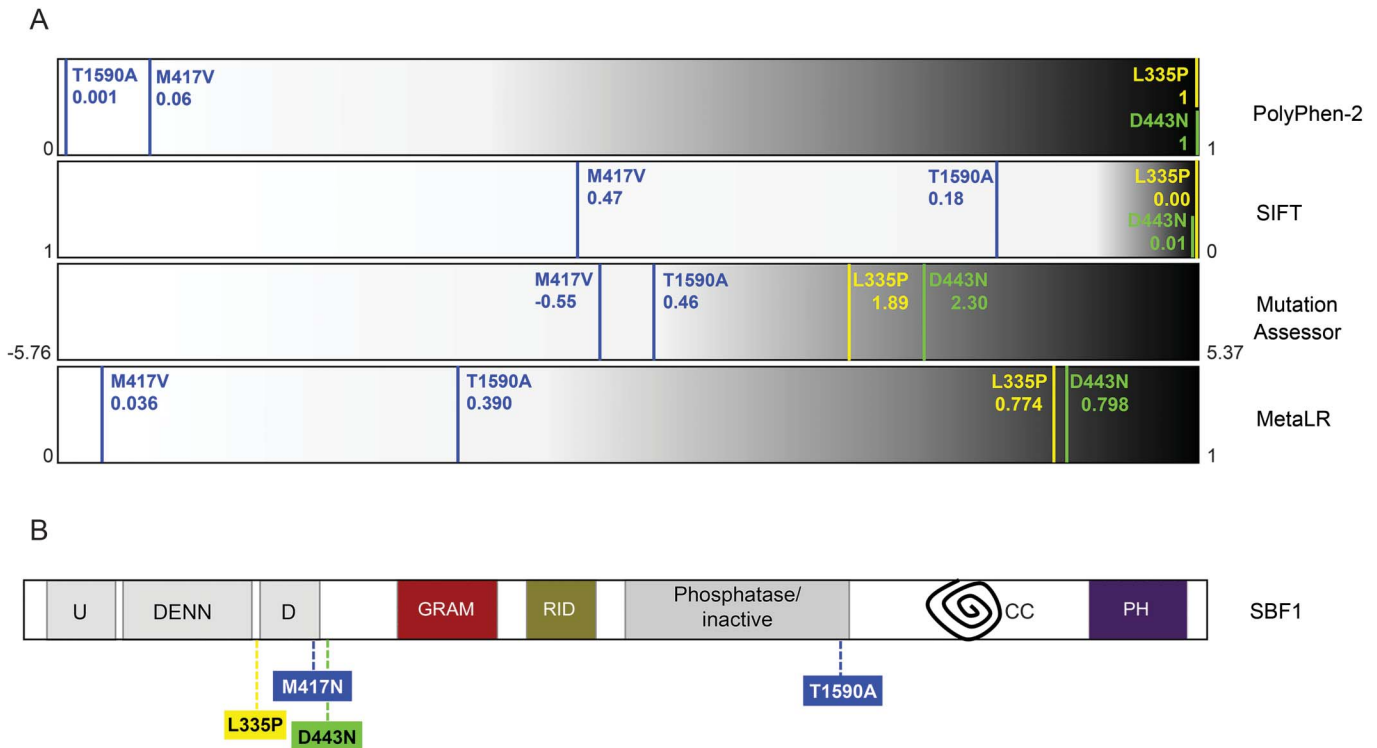 A
T1590A
0.001
M417V
0.06
L335P
1
D443N
1
0
1
PolyPhen-2
M417V
0.47
T1590A
0.18
L335P
0.00
D443N
0.01
1
0
SIFT
M417V
-0.55
T1590A
0.46
L335P
1.89
D443N
2.30
-5.76
5.37
Mutation
Assessor
M417V
0.036
T1590A
0.390
L335P
0.774
D443N
0.798
0
1
MetaLR
B
U
DENN
D
GRAM
RID
Phosphatase/
inactive
CC
PH
SBF1
M417N
T1590A
L335P
D443N